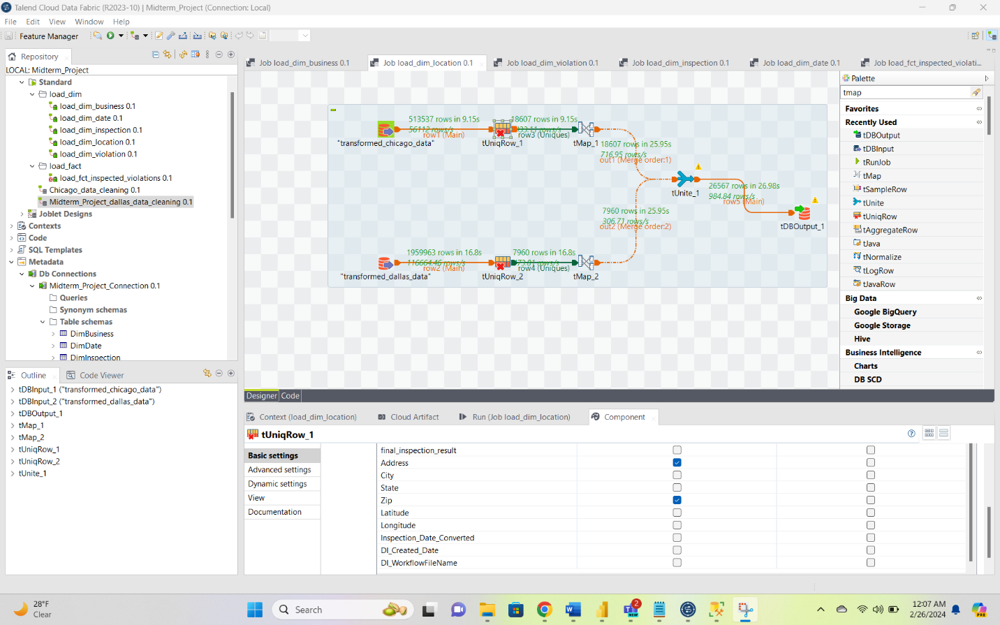 Talend Cloud Data Fabric (R2023-10) | Midterm_Project (Connection: Local)
File Edit View Window Help
Feature Manager
Repository
LOCAL: Midterm_Project
Standard
load_dim
load_dim_business 0.1
load_dim_date 0.1
load_dim_inspection 0.1
load_dim_location 0.1
load_dim_violation 0.1
load_fact
load_fct_inspected_violations 0.1
Chicago_data_cleaning 0.1
Midterm_Project_dallas_data_cleaning 0.1
Joblet Designs
Contexts
Code
SQL Templates
Metadata
Db Connections
Midterm_Project_Connection 0.1
Queries
Synonym schemas
Table schemas
DimBusiness
DimDate
DimInspection
Outline
Code Viewer
tDBInput_1 ("transformed_chicago_data")
tDBInput_2 ("transformed_dallas_data")
tDBOutput_1
tMap_1
tMap_2
tUniqRow_1
tUniqRow_2
tUnite_1
Job load_dim_business 0.1
Job load_dim_location 0.1
Job load_dim_violation 0.1
Job load_dim_inspection 0.1
Job load_dim_date 0.1
Job load_fct_inspected_violati...
513537 rows in 9.15s
56112 rows/s
row1 (Main)
18607 rows in 9.15s
row3 (Uniques)
"transformed_chicago_data"
tUniqRow_1
tMap_1
18607 rows in 25.95s
716.95 rows/s
out1 (Merge order:1)
tUnite_1
26567 rows in 26.98s
984.84 rows/s
row5 (Main)
7960 rows in 25.95s
306.71 rows/s
out2 (Merge order:2)
tDBOutput_1
1959963 rows in 16.8s
116664.46 rows/s
row2 (Main)
7960 rows in 16.8s
row4 (Uniques)
"transformed_dallas_data"
tUniqRow_2
tMap_2
Designer
Code
Palette
tmap
Favorites
Recently Used
tDBOutput
tDBInput
tRunJob
tMap
tSampleRow
tUnite
tUniqRow
tAggregateRow
tJava
tNormalize
tLogRow
tJavaRow
Big Data
Google BigQuery
Google Storage
Hive
Business Intelligence
Charts
DB SCD
Context (load_dim_location)
Cloud Artifact
Run (Job load_dim_location)
Component
tUniqRow_1
Basic settings
Advanced settings
Dynamic settings
View
Documentation
final_inspection_result
Address
City
State
Zip
Latitude
Longitude
Inspection_Date_Converted
DI_Created_Date
DI_WorkflowFileName
28°F
Clear
Search
2
NEW
12:07 AM
2/26/2024
PRE